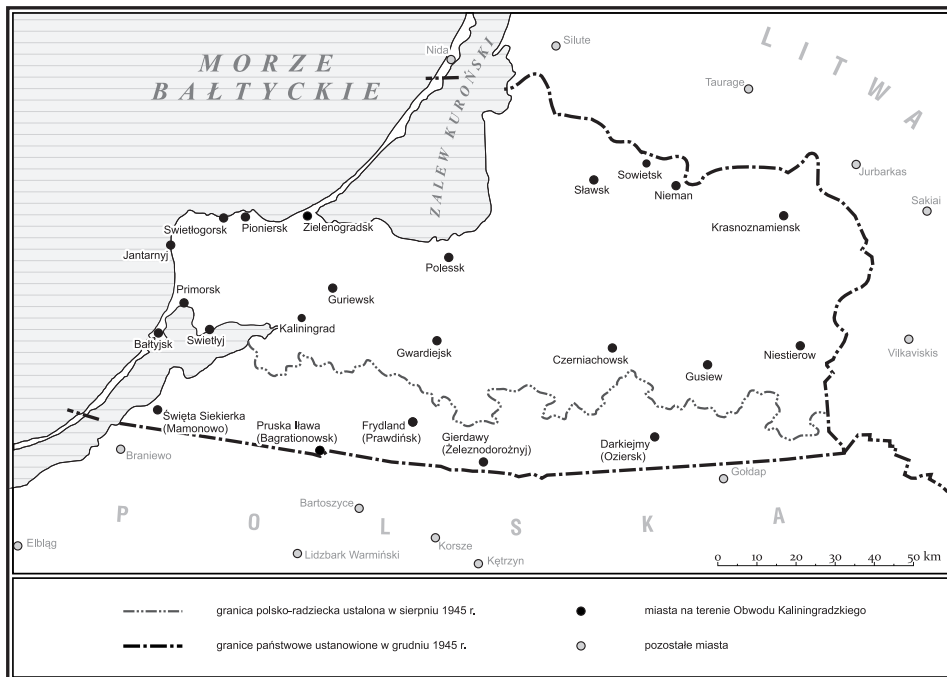 MORZE
BAŁTYCKIE
ZALEW KUROŃSKI
LITWA
Nida
Silute
Taurage
Jurbarkas
Sakiai
Sowietsk
Sławsk
Nieman
Krasnoznamiensk
Swietłogorsk
Pioniersk
Zielenogradsk
Jantarnyj
Polessk
Primorsk
Guriewsk
Kaliningrad
Bałtyjsk
Swietłyj
Gwardiejsk
Czerniachowsk
Gusiew
Niestierow
Vilkaviskis
Święta Siekierka
(Mamonowo)
Pruska Iława
(Bagrationowsk)
Frydland
(Prawdińsk)
Gierdawy
(Żeleznodorożnyj)
Darkiejmy
(Oziersk)
Braniewo
Gołdap
Bartoszyce
POLSKA
Elbląg
Lidzbark Warmiński
Korsze
Kętrzyn
0 10 20 30 40 50 km
granica polsko-radziecka ustalona w sierpniu 1945 r.
miasta na terenie Obwodu Kaliningradzkiego
granice państwowe ustanowione w grudniu 1945 r.
pozostałe miasta